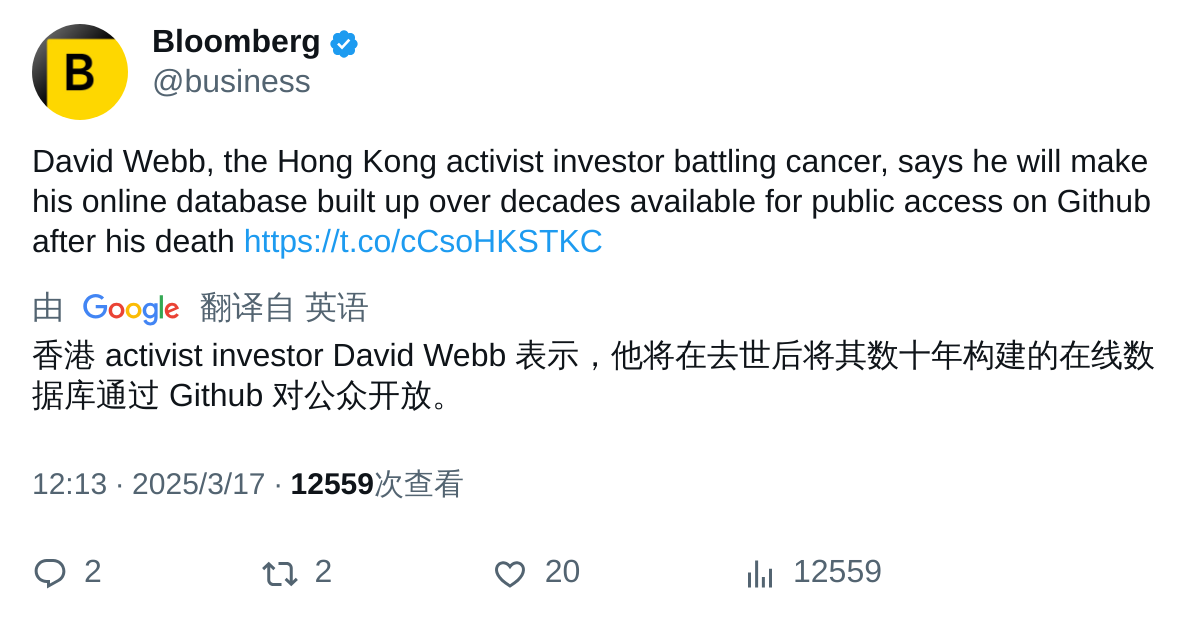 B
Bloomberg
@business
David Webb, the Hong Kong activist investor battling cancer, says he will make
his online database built up over decades available for public access on Github
after his death https://t.co/cCsoHKSTKC
由 Google 翻译自 英语
香港 activist investor David Webb 表示，他将在去世后将其数十年构建的在线数
据库通过 Github 对公众开放。
12:13 · 2025/3/17 · 12559次查看
2 2 20 12559